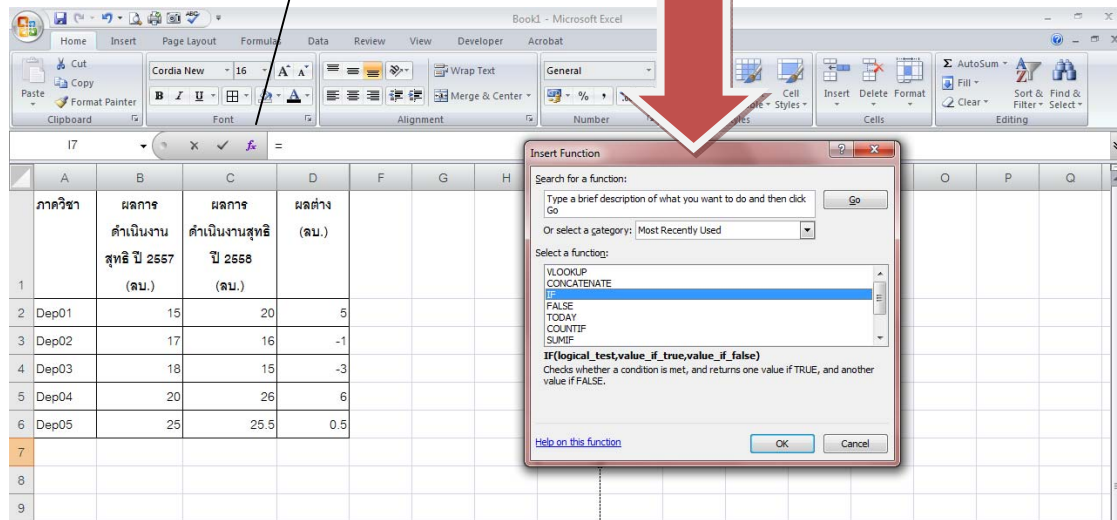 Book1 - Microsoft Excel
Home Insert Page Layout Formulas Data Review View Developer Acrobat
Cut
Copy
Format Painter
Paste
Clipboard
Cordia New 16
B I U
Font
Wrap Text
Merge & Center
Alignment
General
% ,
Number
Cell
Styles
Insert Delete Format
Cells
Σ AutoSum
Fill
Clear
Sort & Filter
Find & Select
Editing
I7 fx =
A B C D F G H O P Q
1 ภาควิชา ผลการดำเนินงานสุทธิ ปี 2557 (ลบ.) ผลการดำเนินงานสุทธิ ปี 2558 (ลบ.) ผลต่าง (ลบ.)
2 Dep01 15 20 5
3 Dep02 17 16 -1
4 Dep03 18 15 -3
5 Dep04 20 26 6
6 Dep05 25 25.5 0.5
7
8
9
Insert Function
Search for a function:
Type a brief description of what you want to do and then click
Go
Go
Or select a category: Most Recently Used
Select a function:
VLOOKUP
CONCATENATE
IF
FALSE
TODAY
COUNTIF
SUMIF
IF(logical_test,value_if_true,value_if_false)
Checks whether a condition is met, and returns one value if TRUE, and another
value if FALSE.
Help on this function
OK Cancel